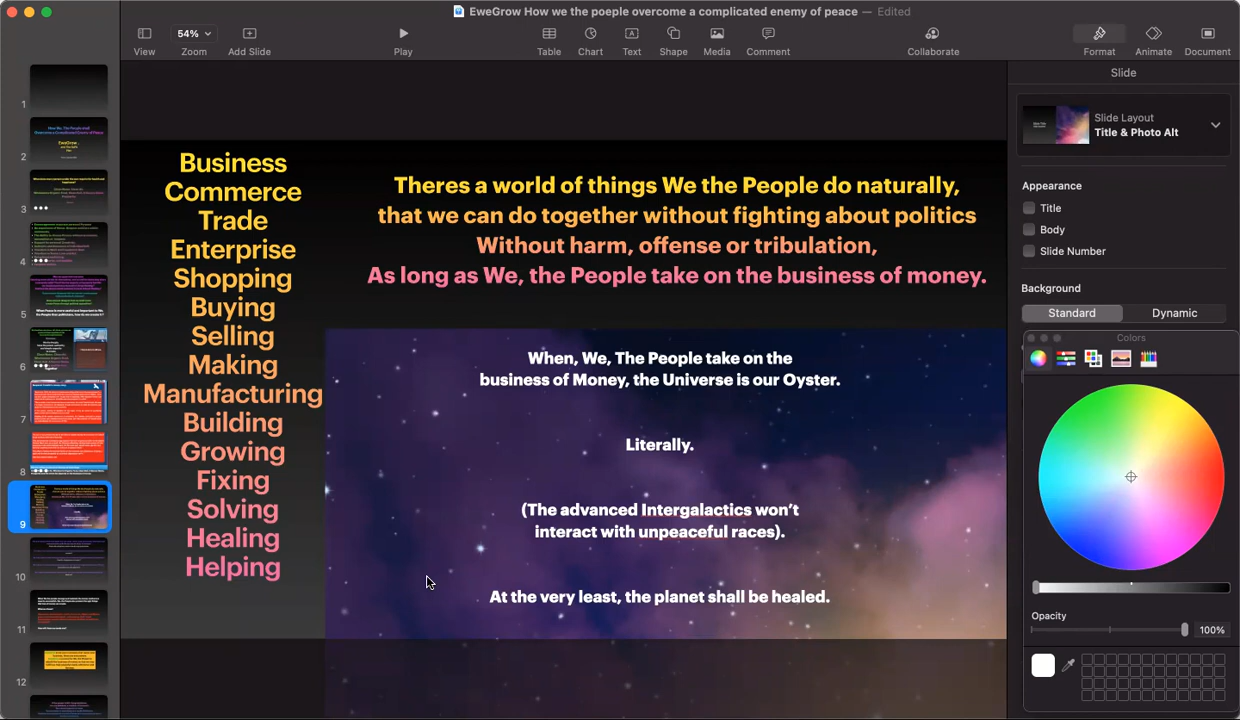 EweGrow How we the poeple overcome a complicated enemy of peace — Edited
View
54%
Zoom
Add Slide
Play
Table
Chart
Text
Shape
Media
Comment
Collaborate
Format
Animate
Document
Slide
Slide Layout
Title & Photo Alt
Appearance
Title
Body
Slide Number
Background
Standard
Dynamic
Colors
Opacity
100%
1
2
3
4
5
6
7
8
9
10
11
12
Business
Commerce
Trade
Enterprise
Shopping
Buying
Selling
Making
Manufacturing
Building
Growing
Fixing
Solving
Healing
Helping
Theres a world of things We the People do naturally,
that we can do together without fighting about politics
Without harm, offense or tribulation,
As long as We, the People take on the business of money.
When, We, The People take on the
business of Money, the Universe is our Oyster.
Literally.
(The advanced Intergalactics won't
interact with unpeaceful races).
At the very least, the planet shall be healed.